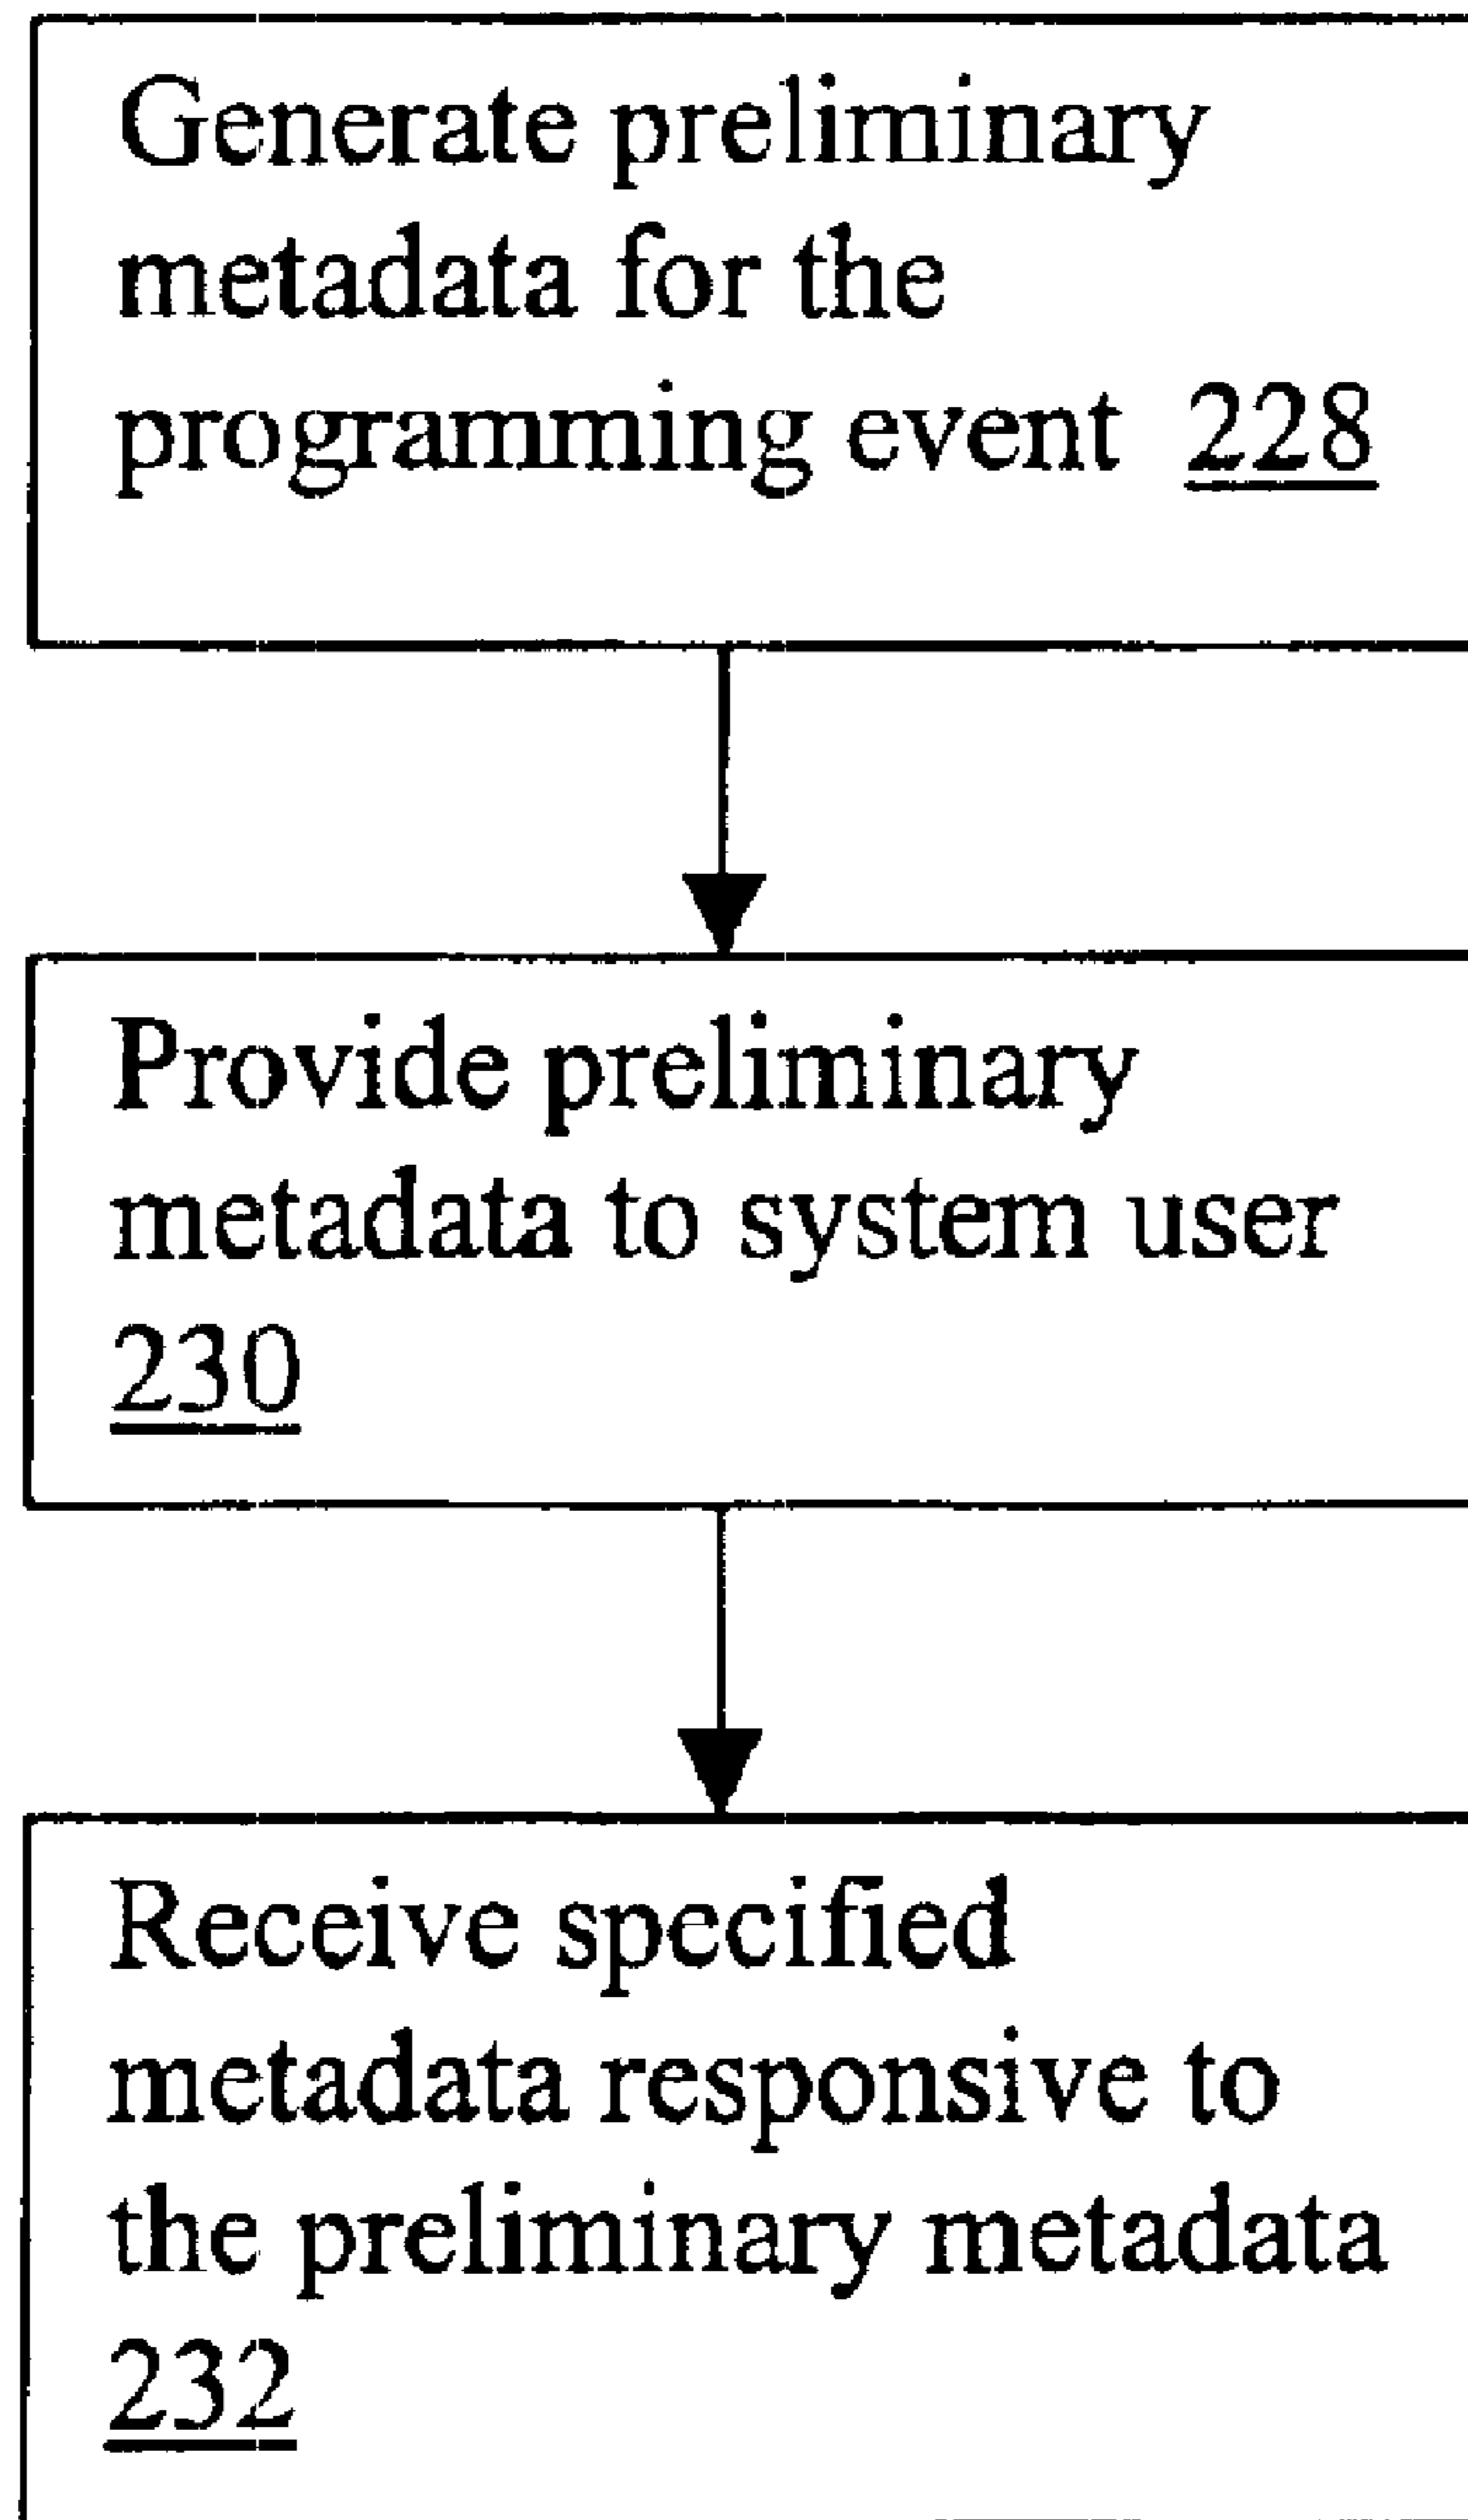 Generate preliminary
metadata for the
programming event 228
Provide preliminary
metadata to system user
230
Receive specified
metadata responsive to
the preliminary metadata
232